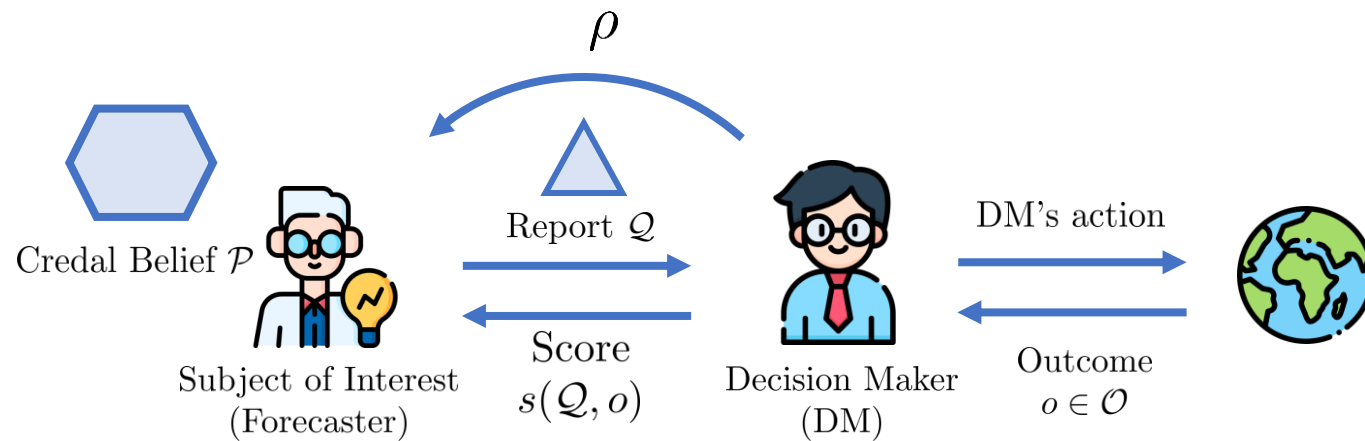 ρ
Credal Belief 𝒫
Report 𝒬
DM's action
Score
s(𝒬, o)
Outcome
o ∈ 𝒪
Subject of Interest
(Forecaster)
Decision Maker
(DM)